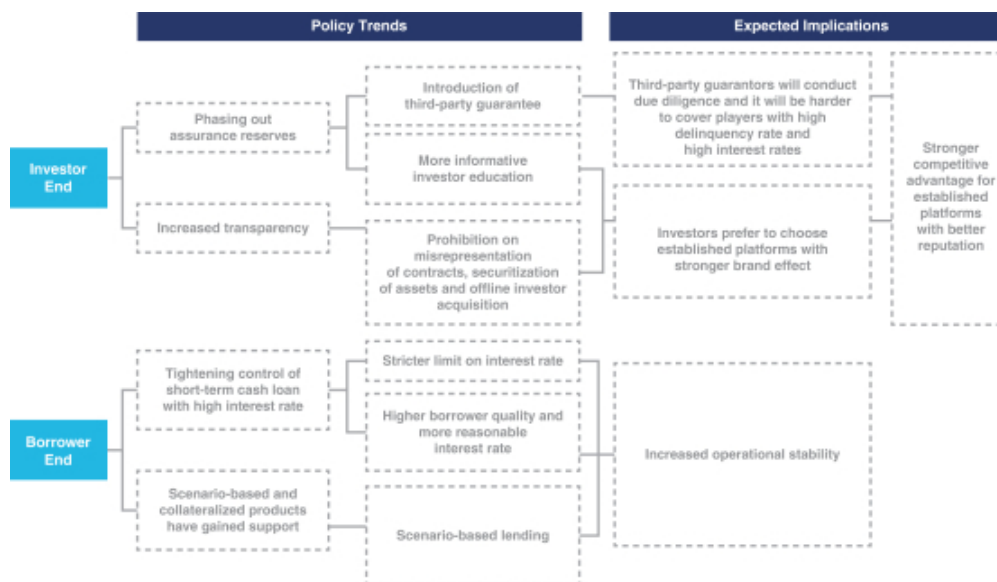 Policy Trends
Expected Implications
Investor
End
Phasing out
assurance reserves
Increased transparency
Introduction of
third-party guarantee
More informative
investor education
Prohibition on
misrepresentation
of contracts, securitization
of assets and offline investor
acquisition
Third-party guarantors will conduct
due diligence and it will be harder
to cover players with high
delinquency rate and
high interest rates
Investors prefer to choose
established platforms with
stronger brand effect
Stronger
competitive
advantage for
established
platforms
with better
reputation
Borrower
End
Tightening control of
short-term cash loan
with high interest rate
Scenario-based and
collateralized products
have gained support
Stricter limit on interest rate
Higher borrower quality and
more reasonable
interest rate
Scenario-based lending
Increased operational stability